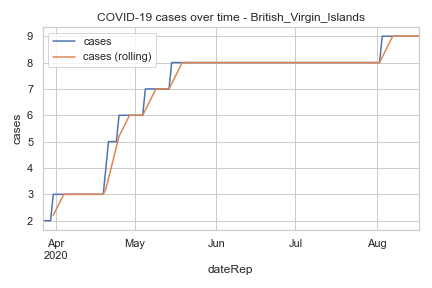 COVID-19 cases over time - British_Virgin_Islands
cases
cases (rolling)
9
8
7
6
5
4
3
2
cases
Apr
2020
May
Jun
Jul
Aug
dateRep